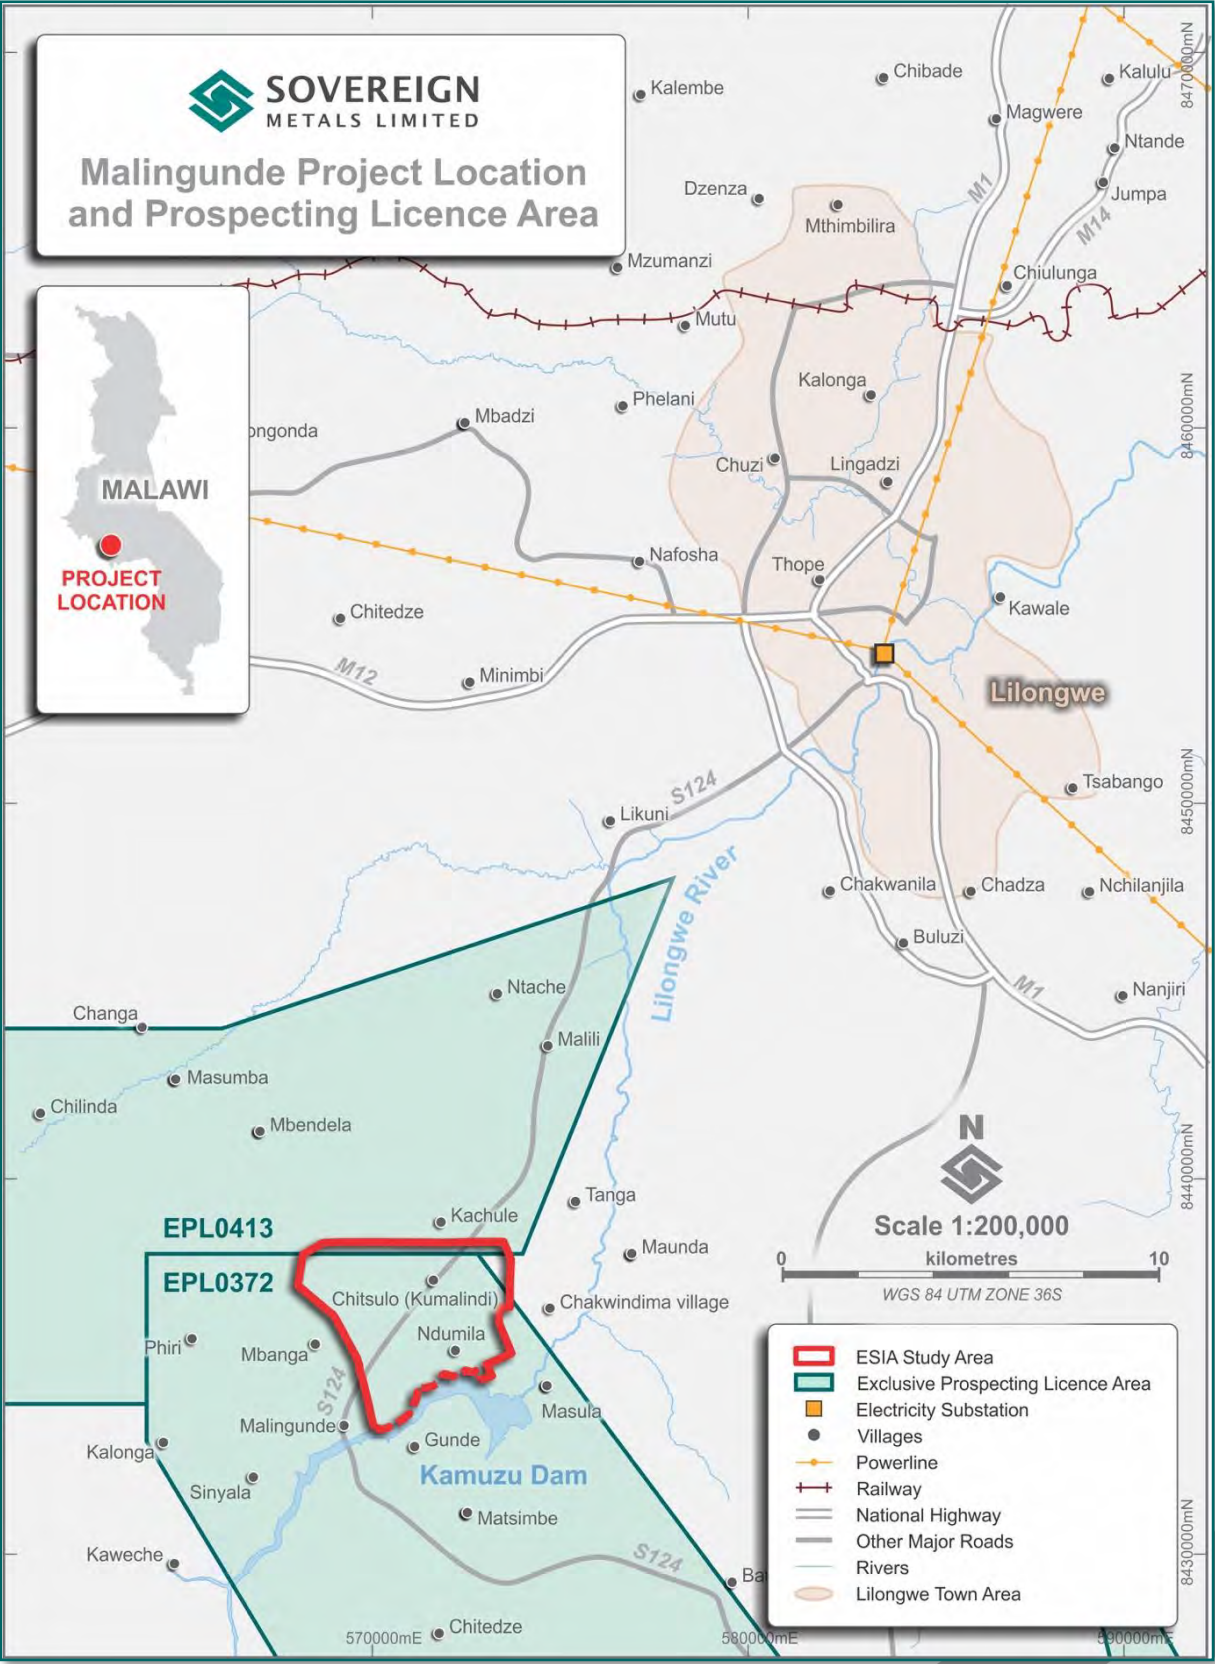 SOVEREIGN
METALS LIMITED
Malingunde Project Location
and Prospecting Licence Area
MALAWI
PROJECT
LOCATION
Kalembe
Chibade
Kalulu
Magwere
Ntande
Jumpa
M1
M14
Dzenza
Mthimbilira
Mzumanzi
Chiulunga
Mutu
Kalonga
Phelani
Mbadzi
ongonda
Chuzi
Lingadzi
Nafosha
Thope
Chitedze
Kawale
M12
Minimbi
Lilongwe
Tsabango
S124
Likuni
Lilongwe River
Chakwanila
Chadza
Nchilanjila
Buluzi
M1
Nanjiri
Ntache
Changa
Malili
Masumba
Chilinda
Mbendela
Tanga
Kachule
EPL0413
Maunda
EPL0372
Chitsulo (Kumalindi)
Chakwindima village
Ndumila
Phiri
Mbanga
S124
Masula
Malingunde
Kalonga
Gunde
Kamuzu Dam
Sinyala
Matsimbe
Kaweche
S124
Ba
Chitedze
N
Scale 1:200,000
0 kilometres 10
WGS 84 UTM ZONE 36S
ESIA Study Area
Exclusive Prospecting Licence Area
Electricity Substation
Villages
Powerline
Railway
National Highway
Other Major Roads
Rivers
Lilongwe Town Area
8470000mN
8460000mN
8450000mN
8440000mN
8430000mN
570000mE
580000mE
590000mE